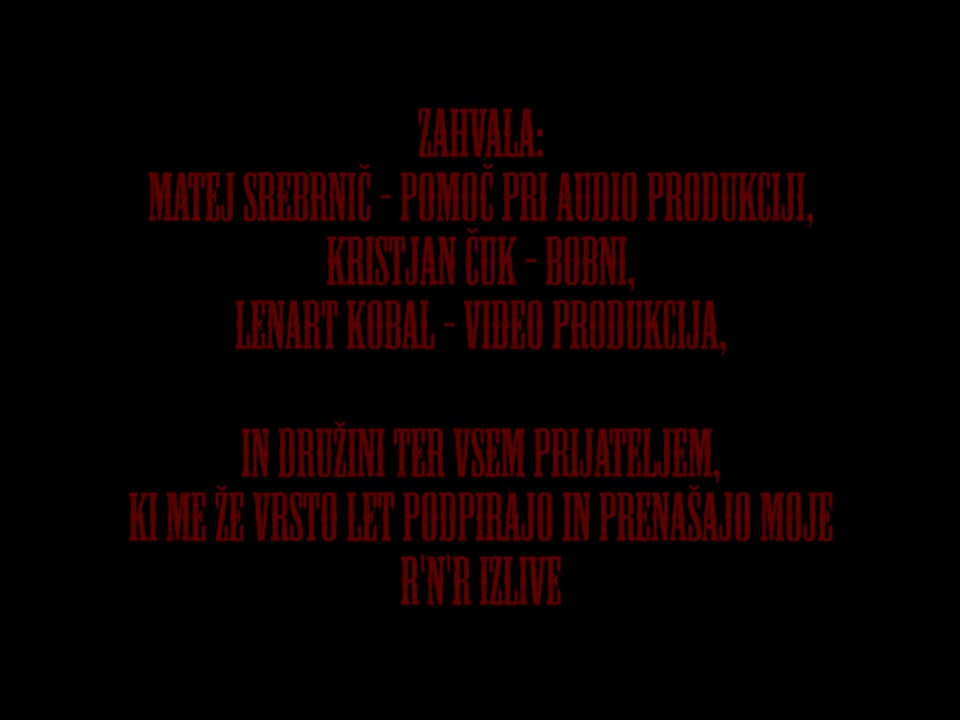 ZAHVALA:
MATEJ SREBRNIČ - POMOČ PRI AUDIO PRODUKCIJI,
KRISTJAN ČUK - BOBNI,
LENART KOBAL - VIDEO PRODUKCIJA,
IN DRUŽINI TER VSEM PRIJATELJEM,
KI ME ŽE VRSTO LET PODPIRAJO IN PRENAŠAJO MOJE
R'N'R IZLIVE